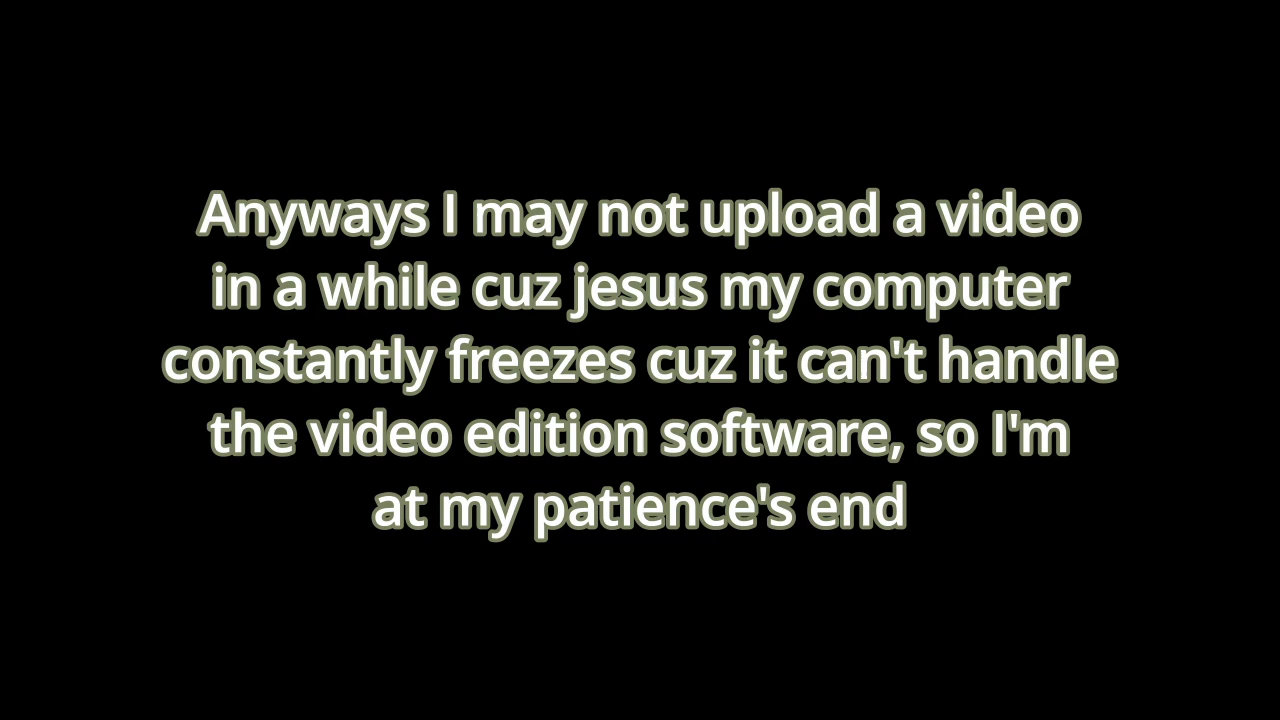 Anyways I may not upload a video
in a while cuz jesus my computer
constantly freezes cuz it can't handle
the video edition software, so I'm
at my patience's end